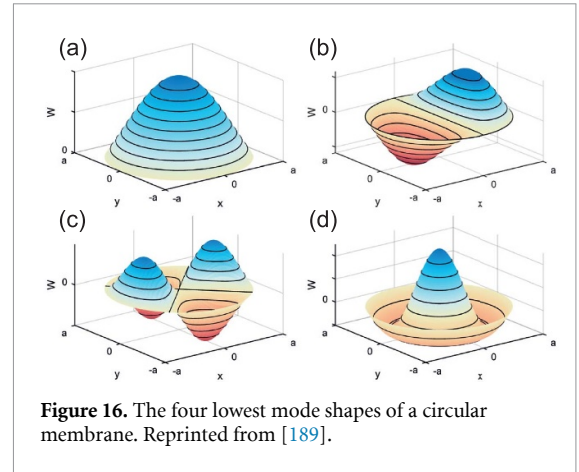 (a)
(b)
W
0
a
0
y
-a
-a
0
x
a
W
0
a
0
y
-a
-a
0
x
a
(c)
(d)
W
0
a
0
y
-a
-a
0
x
a
W
0
a
0
y
-a
-a
0
x
a
Figure 16. The four lowest mode shapes of a circular
membrane. Reprinted from [189].